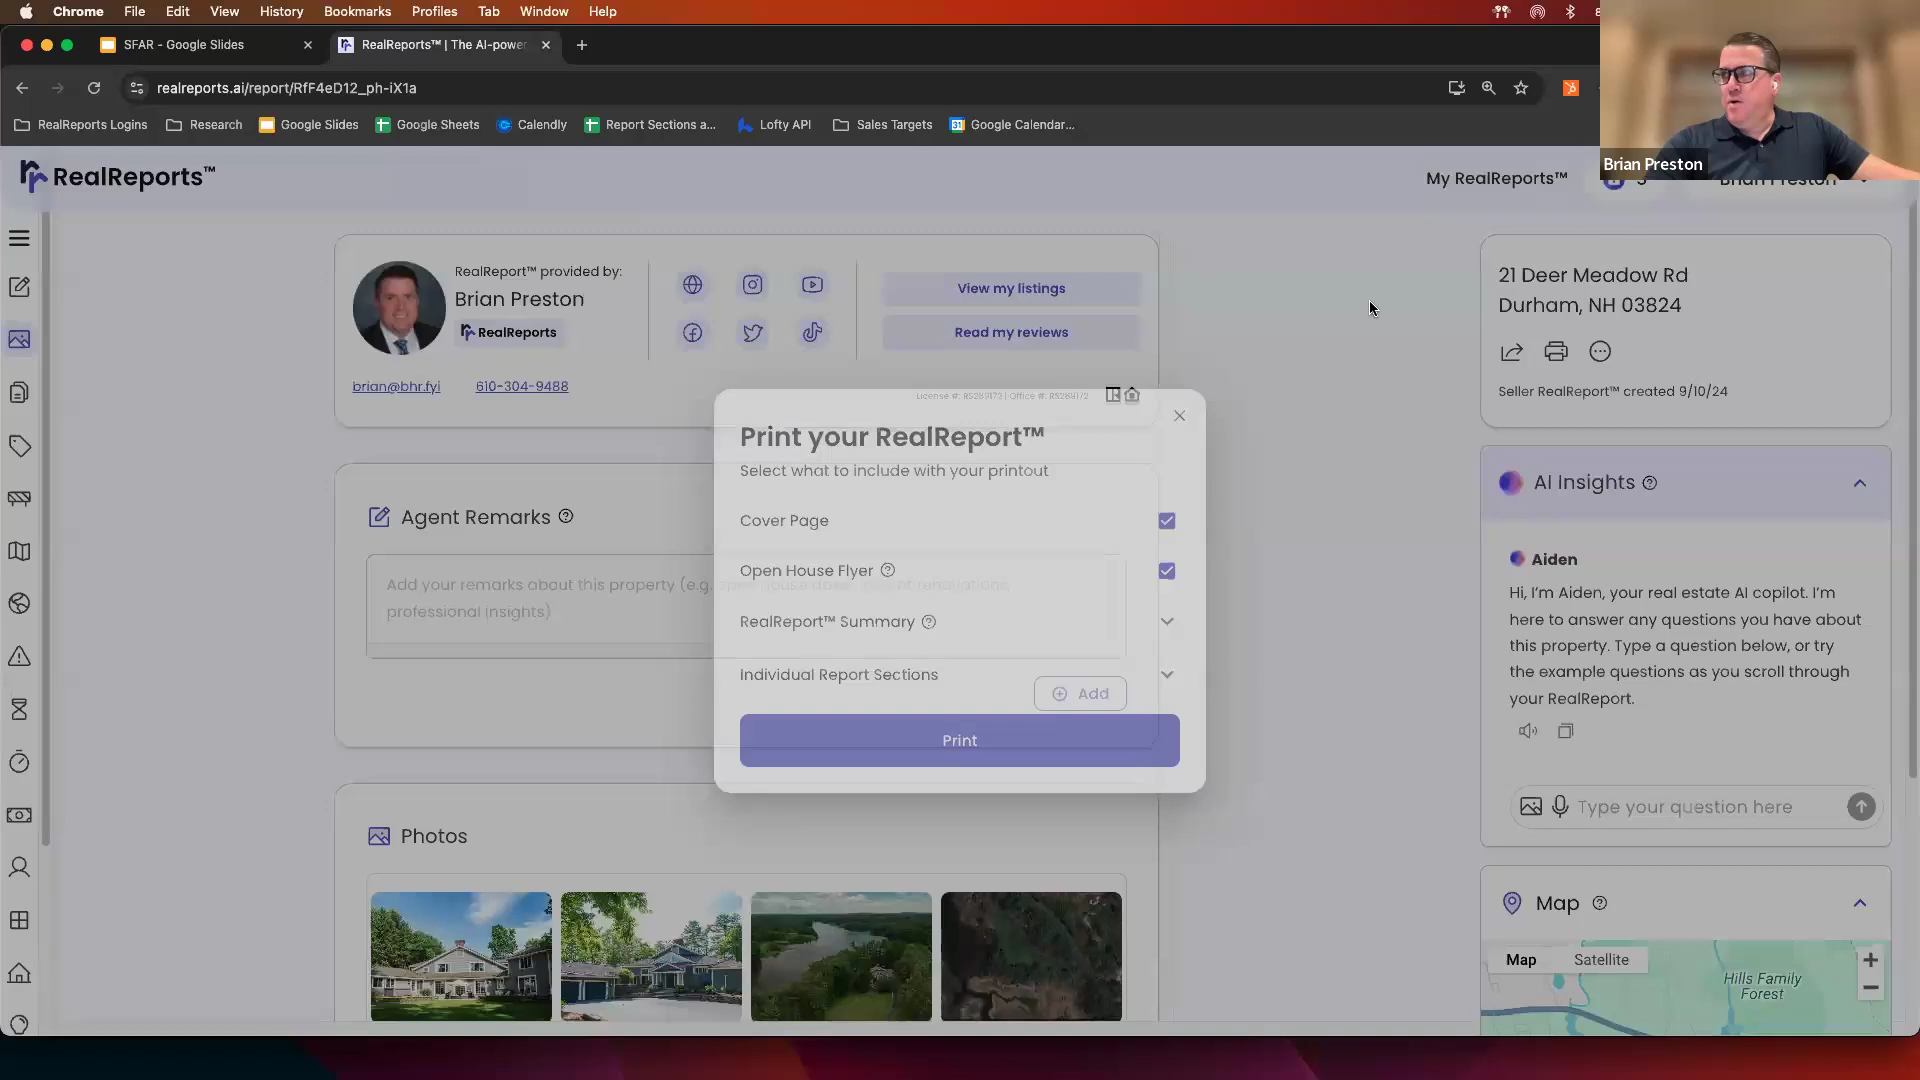 Chrome File Edit View History Bookmarks Profiles Tab Window Help
SFAR - Google Slides
RealReports™ | The AI-power
realreports.ai/report/RfF4eD12_ph-iX1a
RealReports Logins
Research
Google Slides
Google Sheets
Calendly
Report Sections a...
Lofty API
Sales Targets
Google Calendar...
Brian Preston
RealReports™
My RealReports™
Brian Preston
RealReport™ provided by:
Brian Preston
RealReports
brian@bhr.fyi
610-304-9488
View my listings
Read my reviews
21 Deer Meadow Rd
Durham, NH 03824
Seller RealReport™ created 9/10/24
Print your RealReport™
Select what to include with your printout
Cover Page
Open House Flyer
RealReport™ Summary
Individual Report Sections
Add
Print
Agent Remarks
Add your remarks about this property (e.g.
professional insights)
Photos
AI Insights
Aiden
Hi, I'm Aiden, your real estate AI copilot. I'm
here to answer any questions you have about
this property. Type a question below, or try
the example questions as you scroll through
your RealReport.
Type your question here
Map
Map
Satellite
Hills Family
Forest